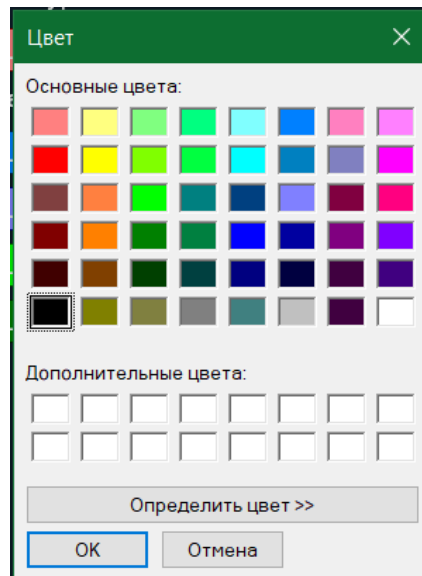 Цвет
Основные цвета:
Дополнительные цвета:
Определить цвет >>
OK
Отмена